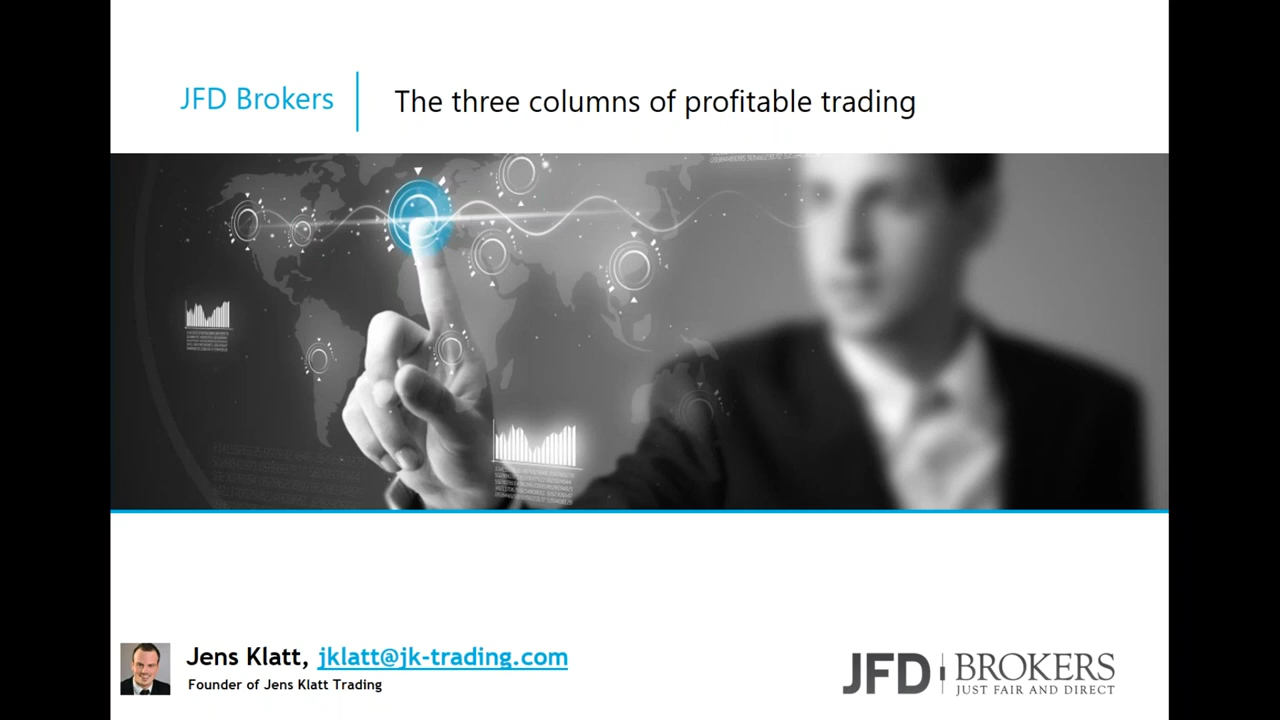 JFD Brokers
The three columns of profitable trading
Jens Klatt, jklatt@jk-trading.com
Founder of Jens Klatt Trading
JFD BROKERS
JUST FAIR AND DIRECT